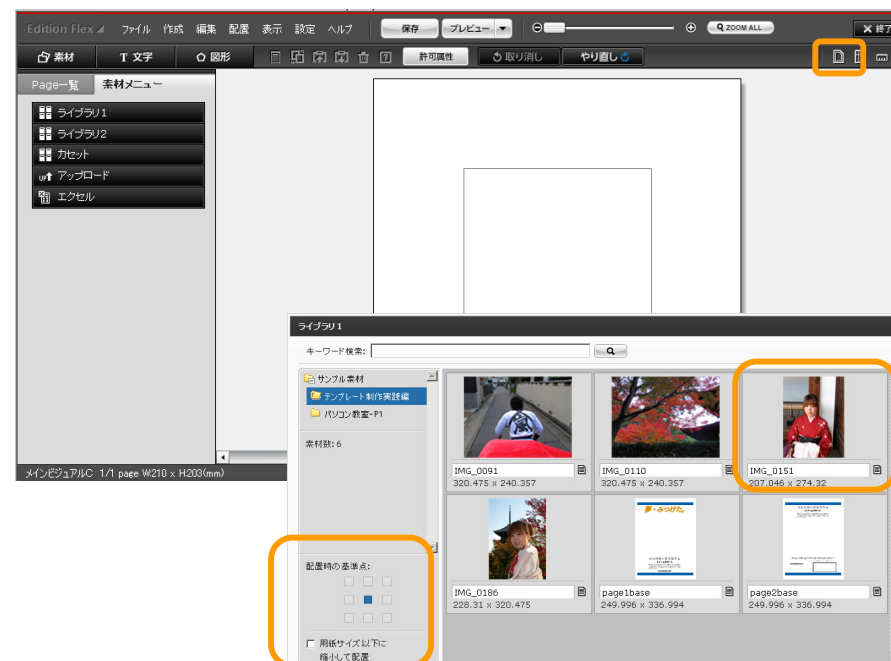 Edition Flex ファイル 作成 編集 配置 表示 設定 ヘルプ 保存 プレビュー ZOOM ALL 終了
素材 T 文字 図形 許可属性 取り消し やり直し
Page一覧 素材メニュー
ライブラリ1
ライブラリ2
カセット
アップロード
エクセル
メインビジュアルC 1/1 page W:210 x H:203(mm)
ライブラリ1
キーワード検索:
サンプル素材
テンプレート制作実践編
パソコン教室-P1
素材数: 6
IMG_0091
320.475 x 240.357
IMG_0110
320.475 x 240.357
IMG_0151
207.046 x 274.32
夢・みつけた。
IMG_0186
228.31 x 320.475
page1base
249.996 x 336.994
page2base
249.996 x 336.994
配置時の基準点:
用紙サイズ以下に
縮小して配置